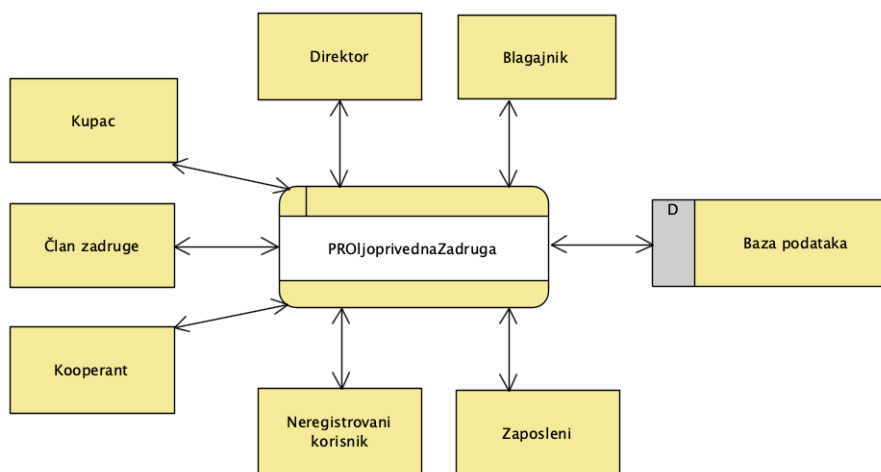 Direktor
Blagajnik
Kupac
D
Član zadruge
PROljoprivednaZadruga
Baza podataka
Kooperant
Neregistrovani
korisnik
Zaposleni